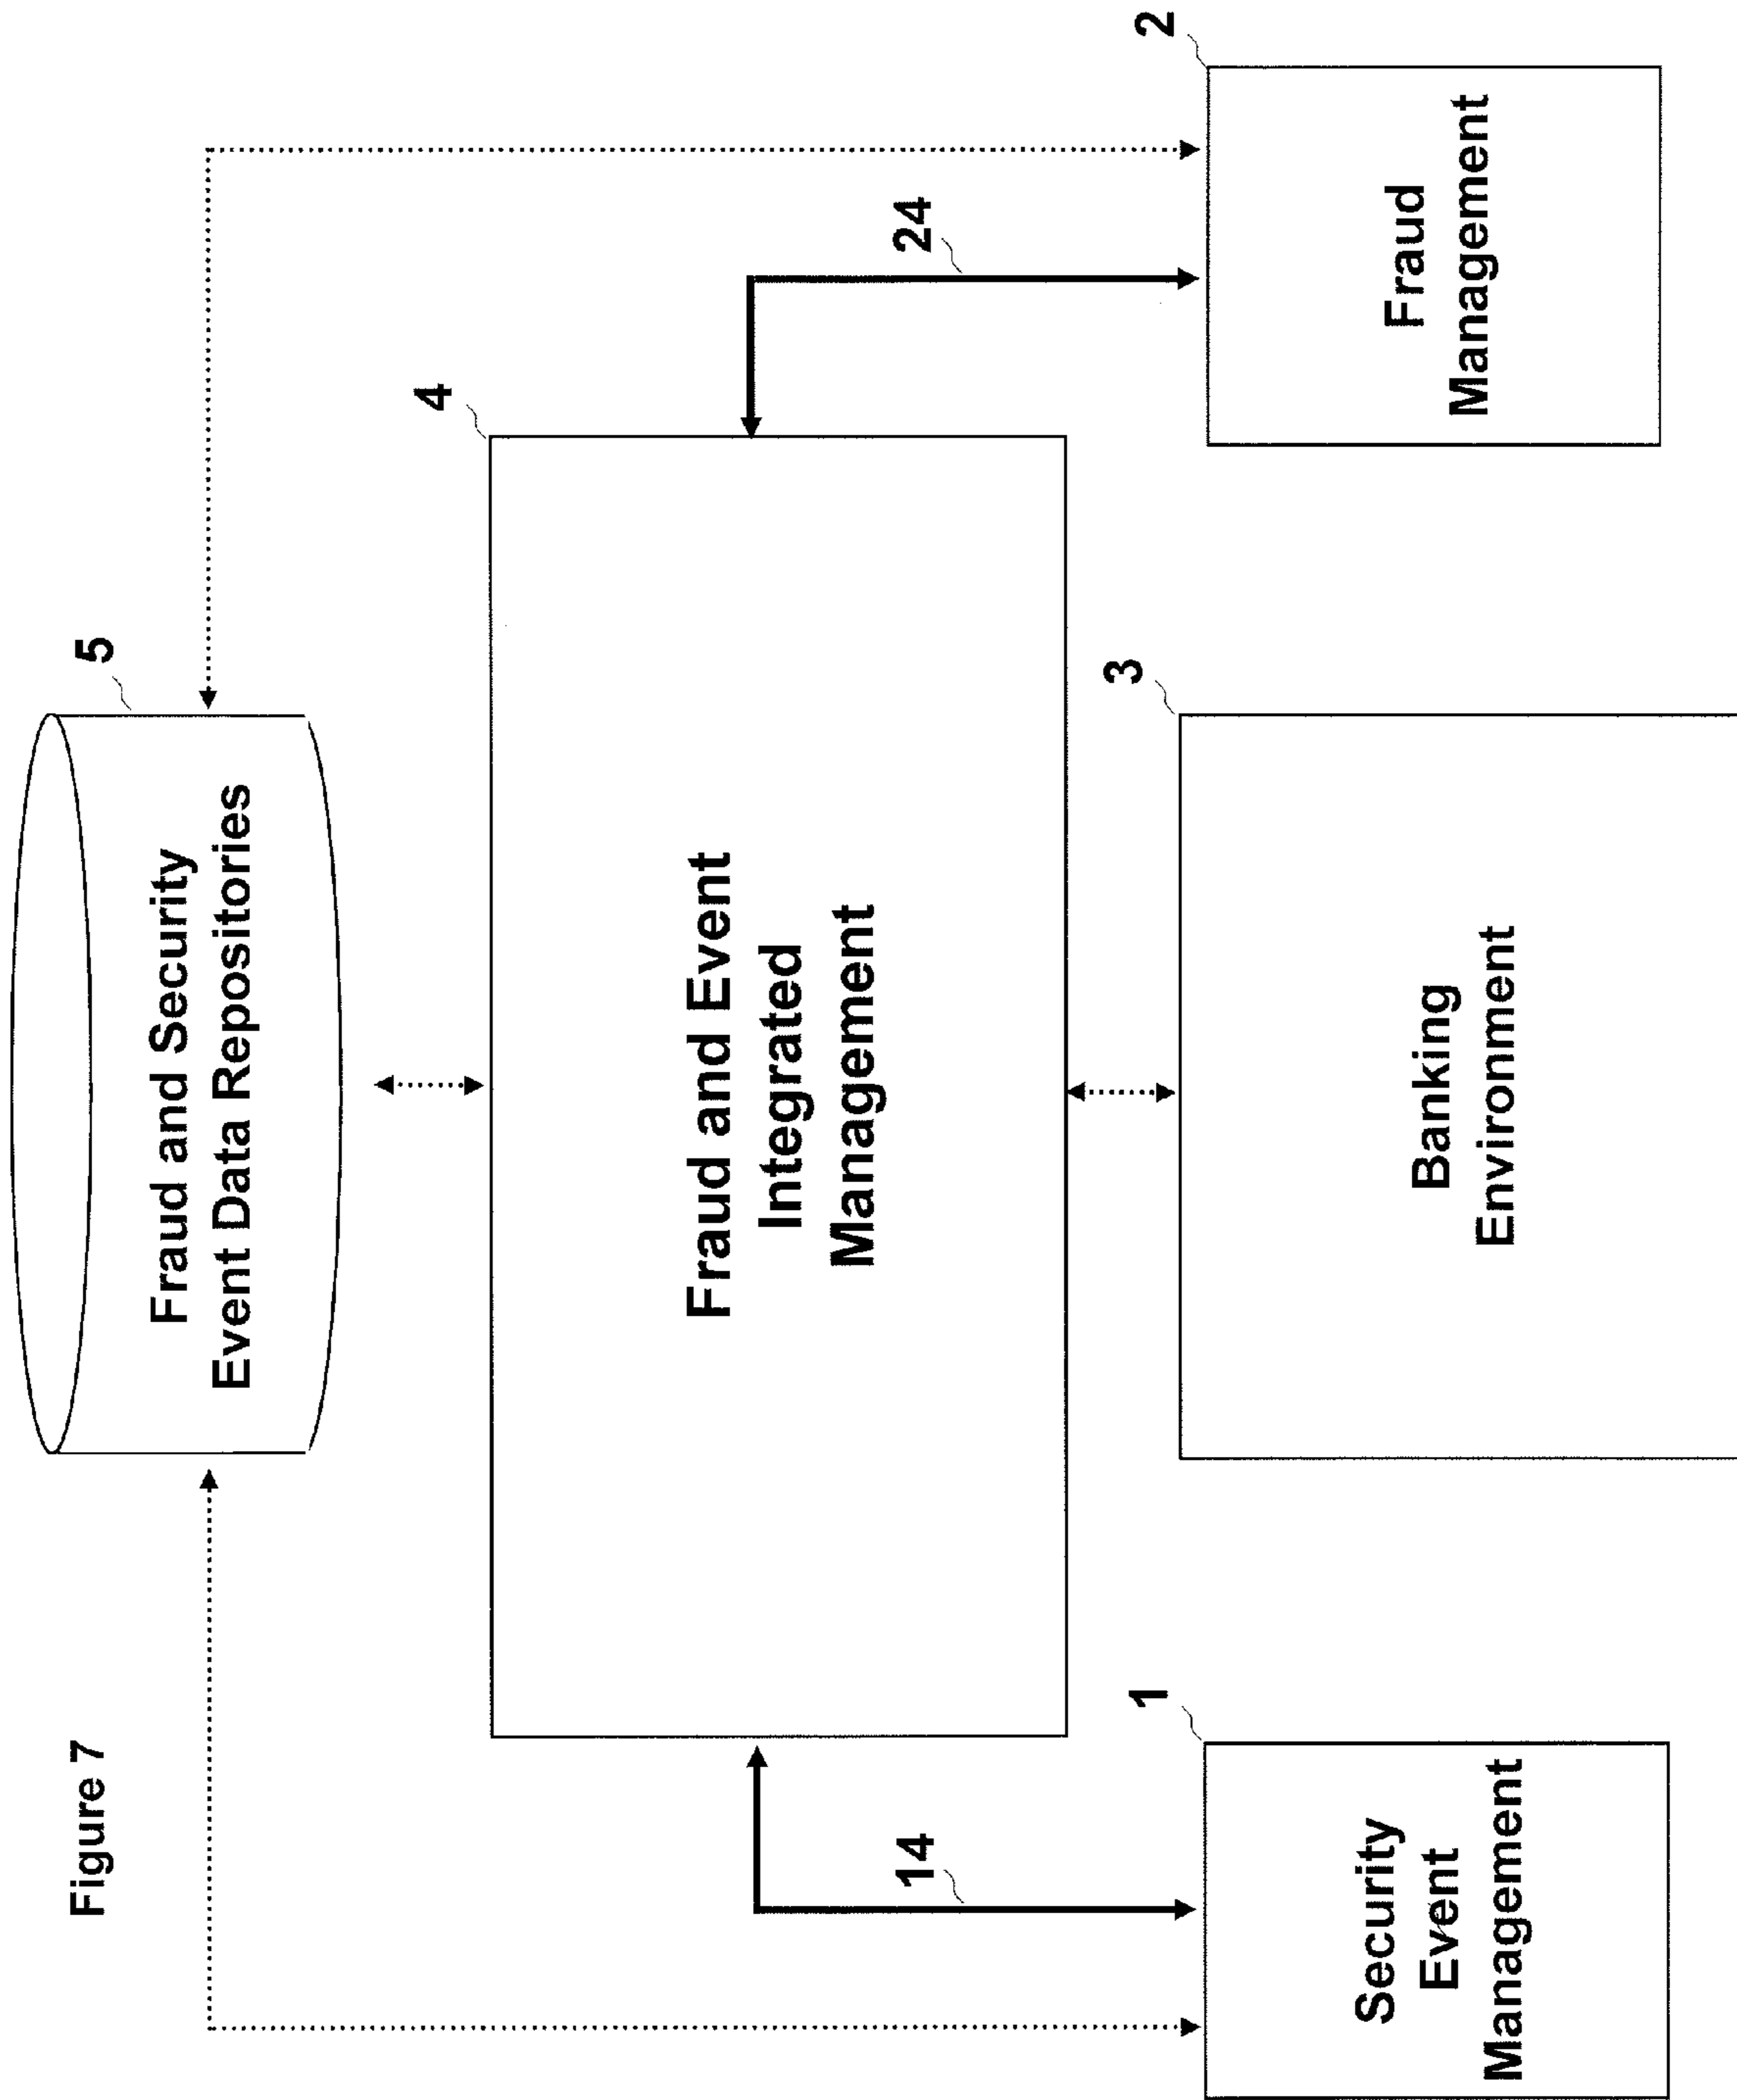 Figure 7
5
Fraud and Security
Event Data Repositories
4
Fraud and Event
Integrated
Management
14
24
1
Security
Event
Management
3
Banking
Environment
2
Fraud
Management